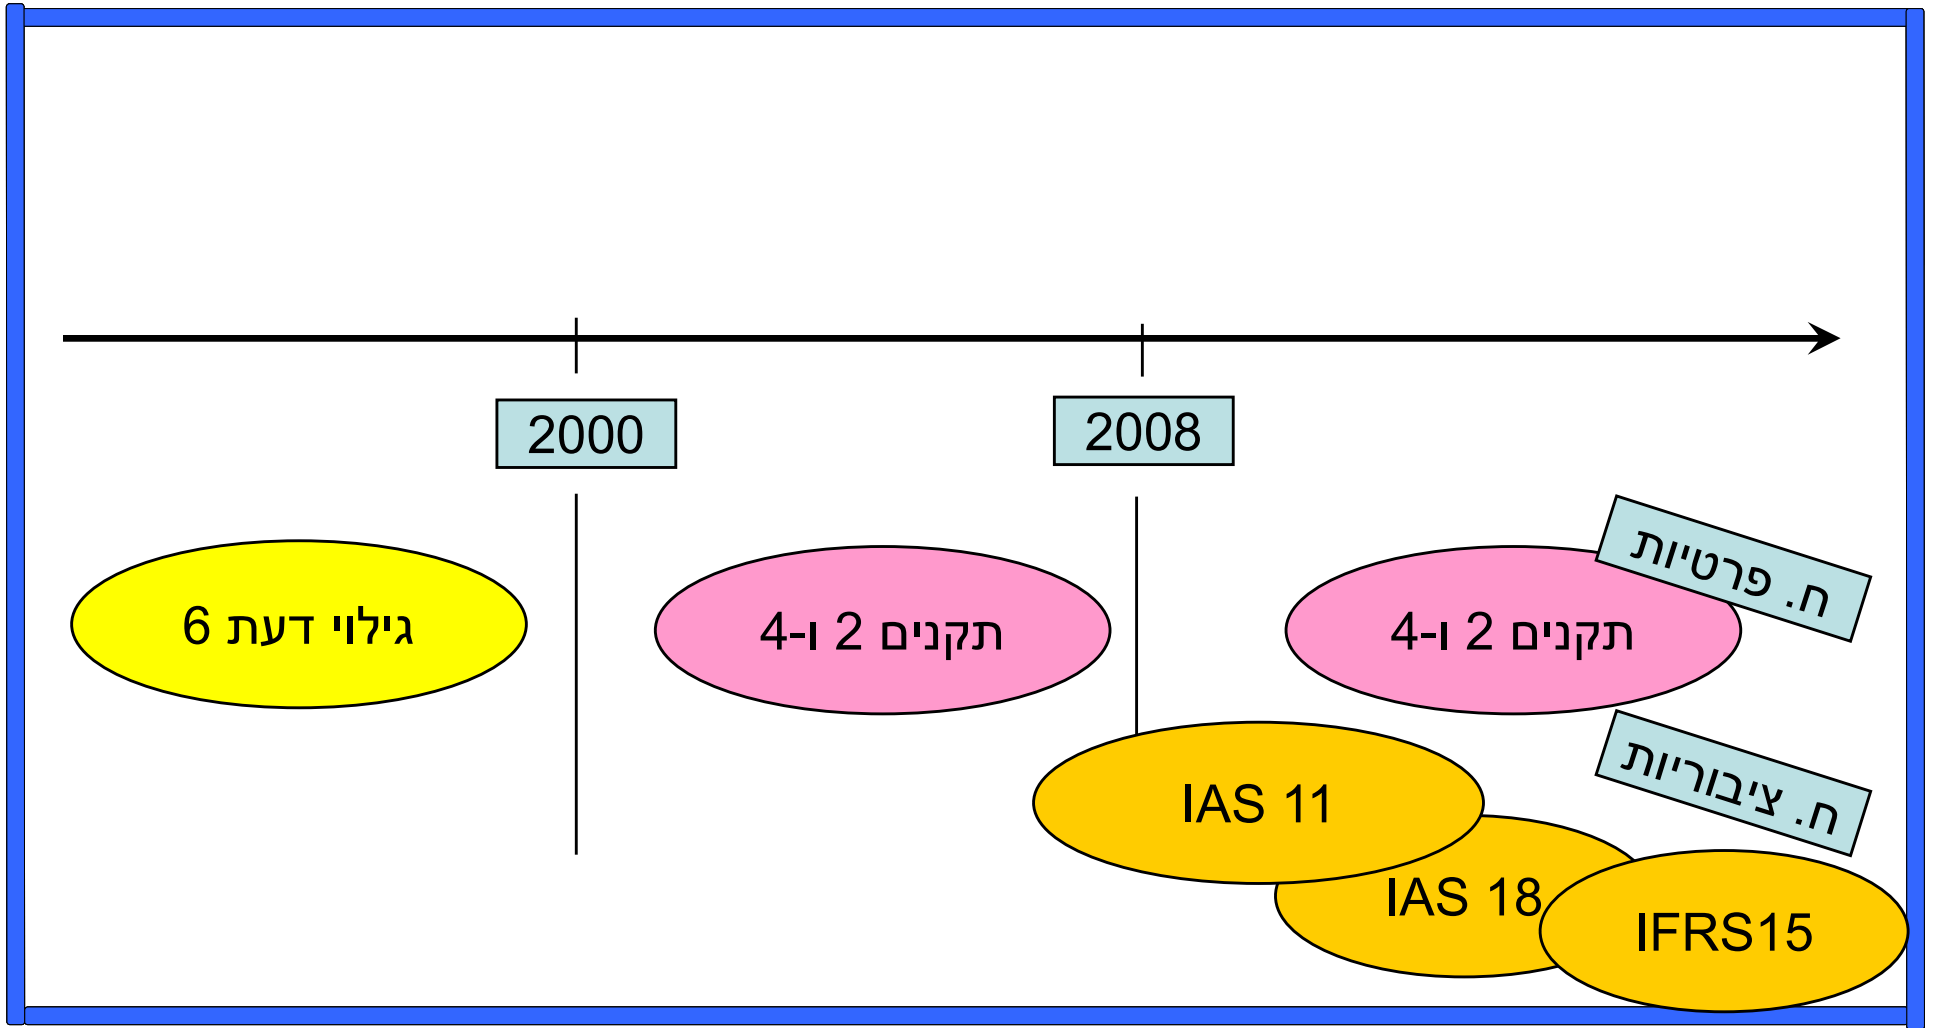 2000
2008
גילוי דעת 6
תקנים 2 ו-4
תקנים 2 ו-4
ח. פרטיות
ח. ציבוריות
IAS 11
IAS 18
IFRS15